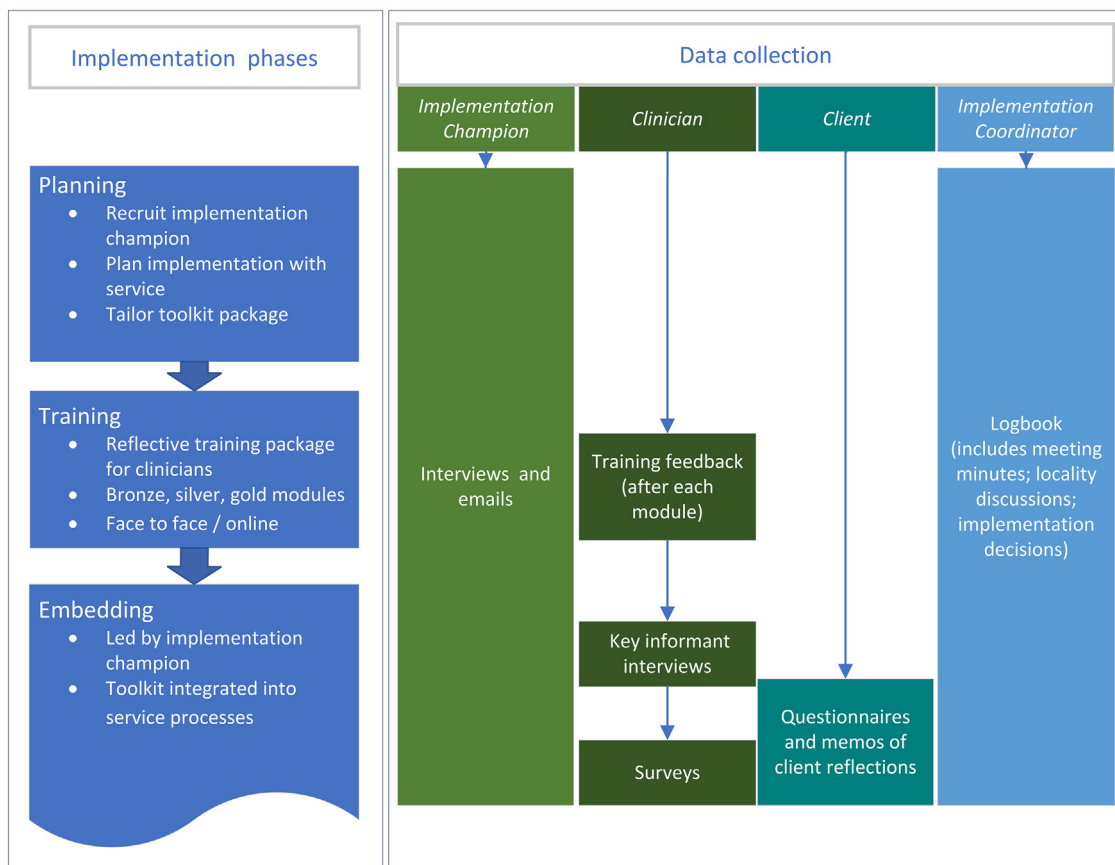 Implementation phases
Planning
• Recruit implementation
champion
• Plan implementation with
service
• Tailor toolkit package
Training
• Reflective training package
for clinicians
• Bronze, silver, gold modules
• Face to face / online
Embedding
• Led by implementation
champion
• Toolkit integrated into
service processes
Data collection
Implementation
Champion
Clinician
Client
Implementation
Coordinator
Interviews and
emails
Training feedback
(after each
module)
Key informant
interviews
Surveys
Questionnaires
and memos of
client reflections
Logbook
(includes meeting
minutes; locality
discussions;
implementation
decisions)